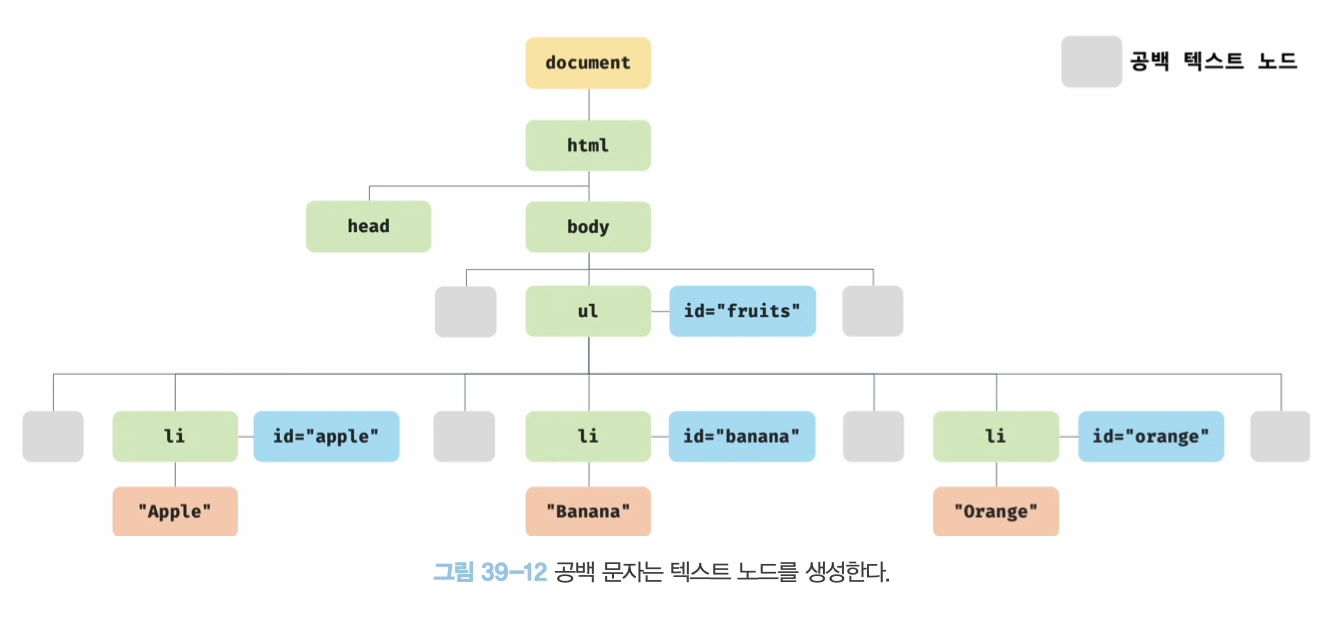 document
공백 텍스트 노드
html
head
body
ul
id="fruits"
li
id="apple"
li
id="banana"
li
id="orange"
"Apple"
"Banana"
"Orange"
그림 39-12 공백 문자는 텍스트 노드를 생성한다.